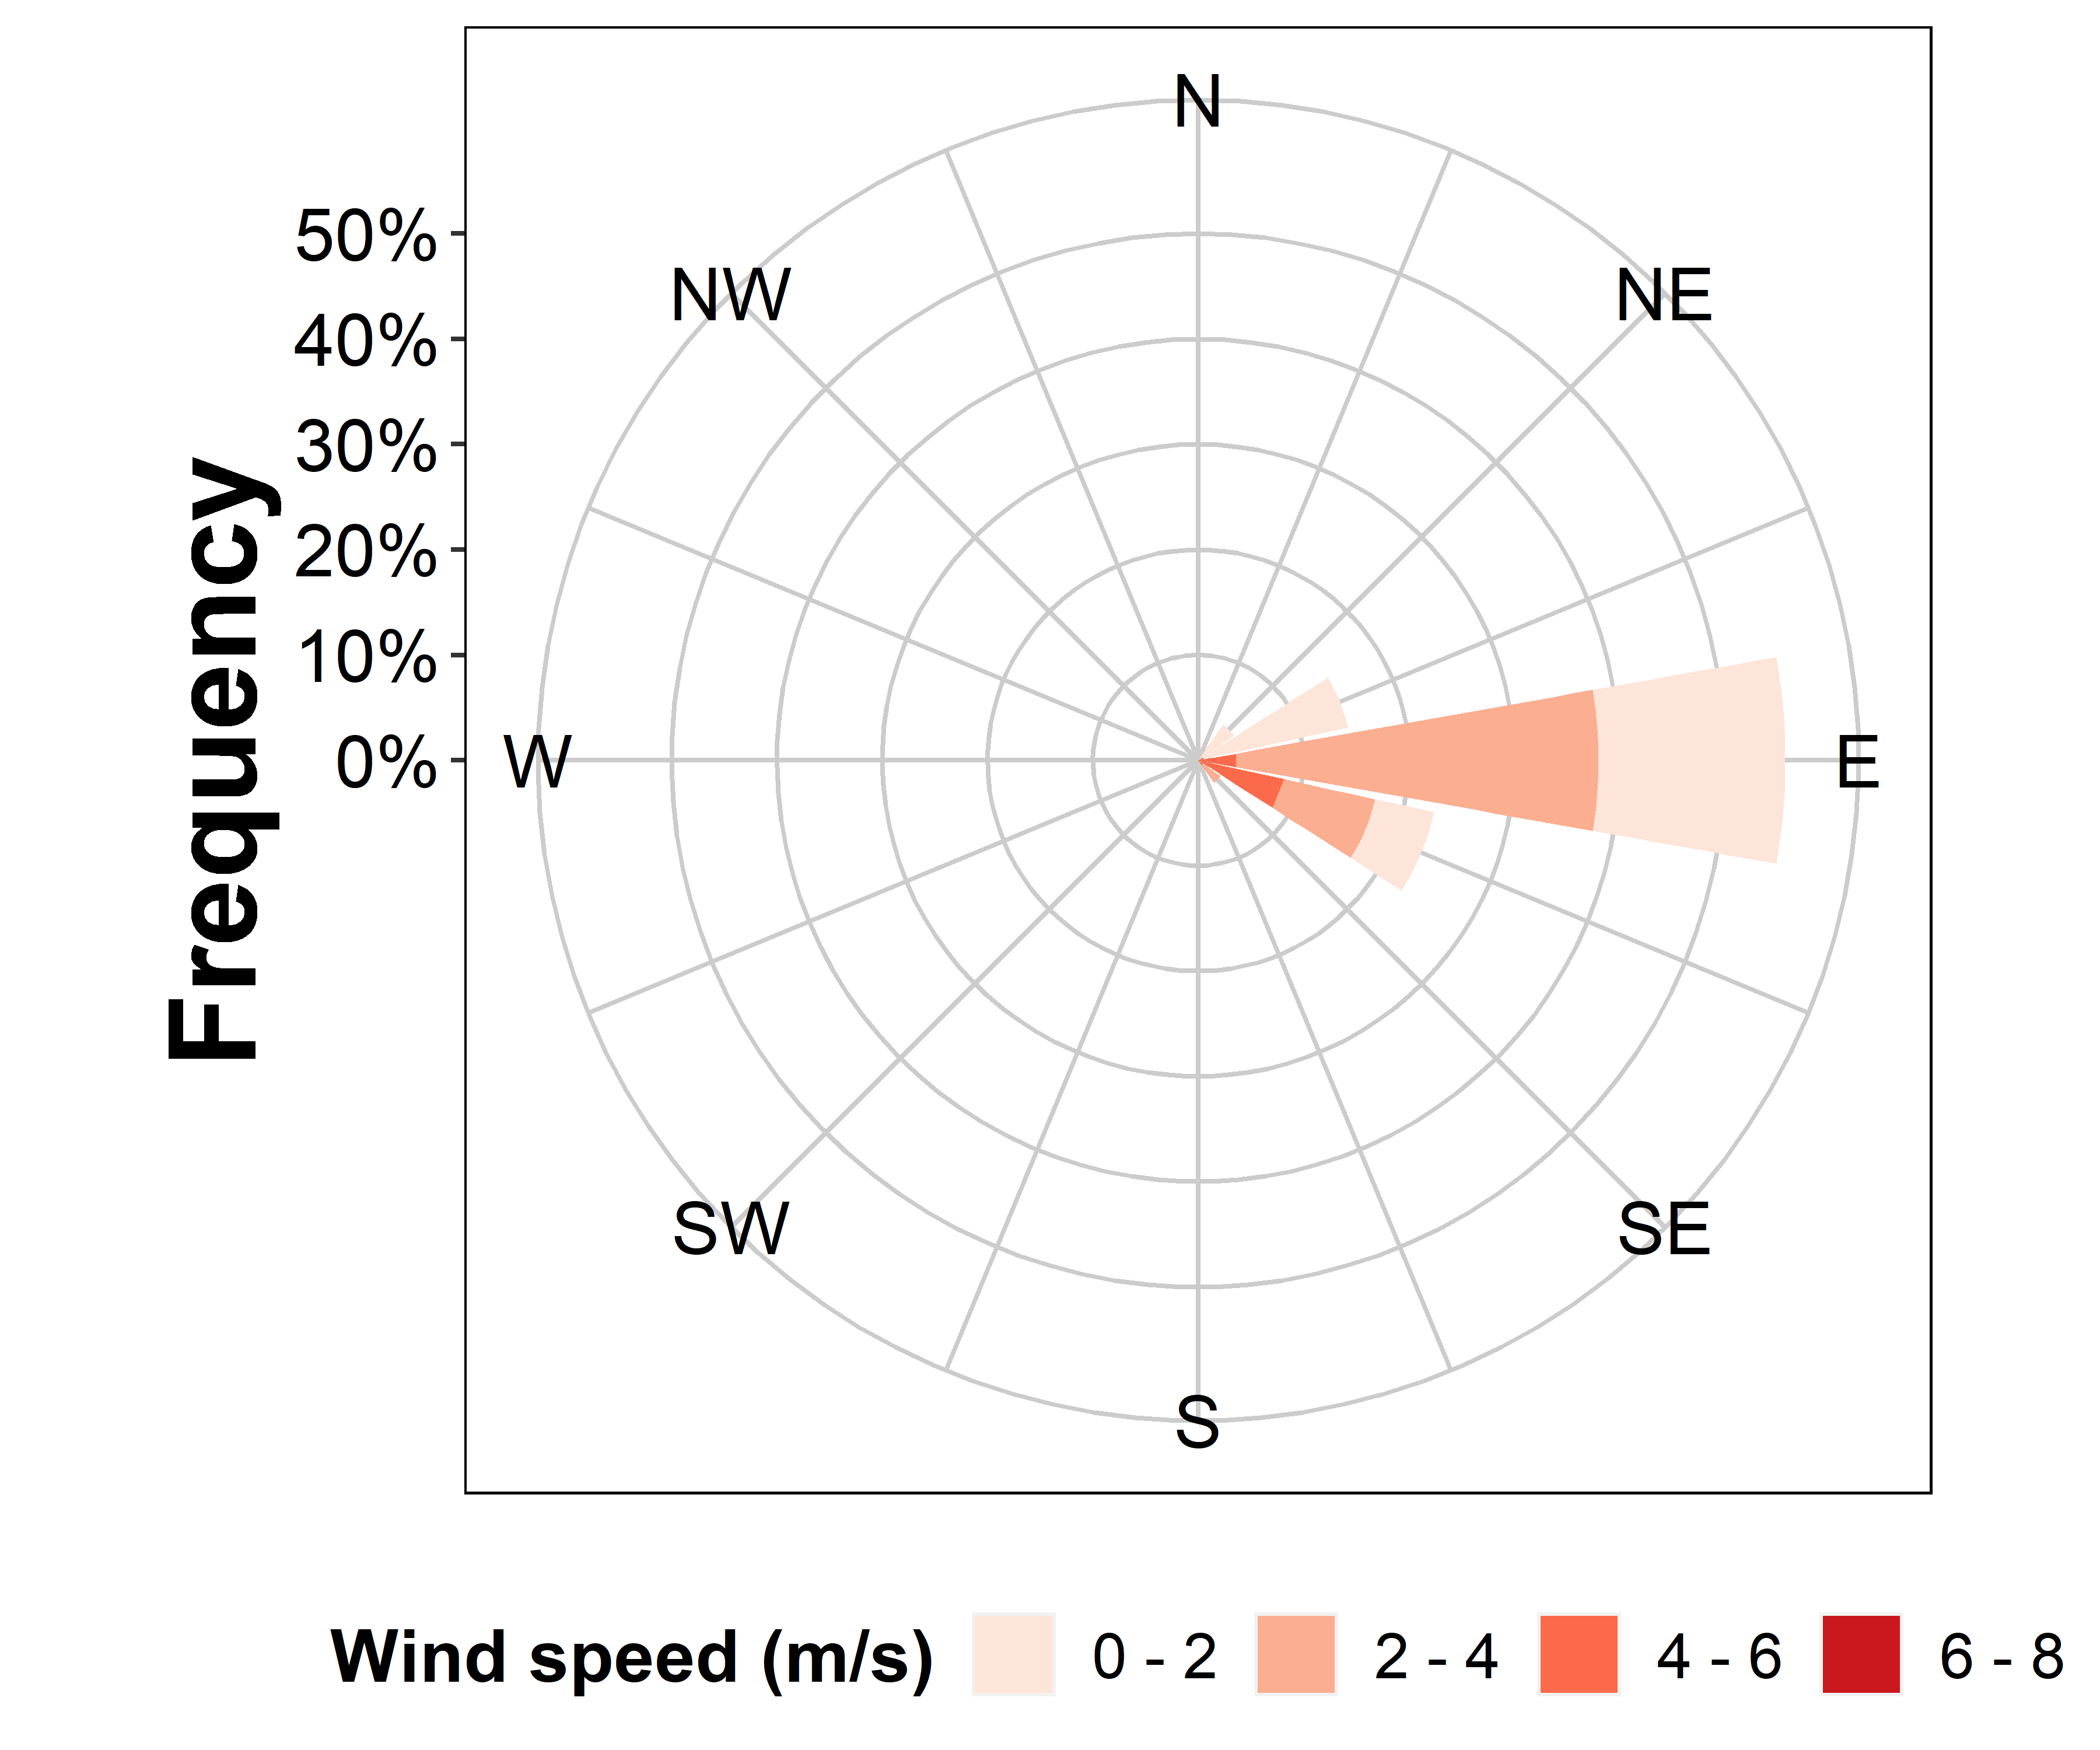 N
50%
NW
NE
40%
30%
20%
10%
0%
W
E
Frequency
SW
SE
S
Wind speed (m/s) 0 - 2 2 - 4 4 - 6 6 - 8